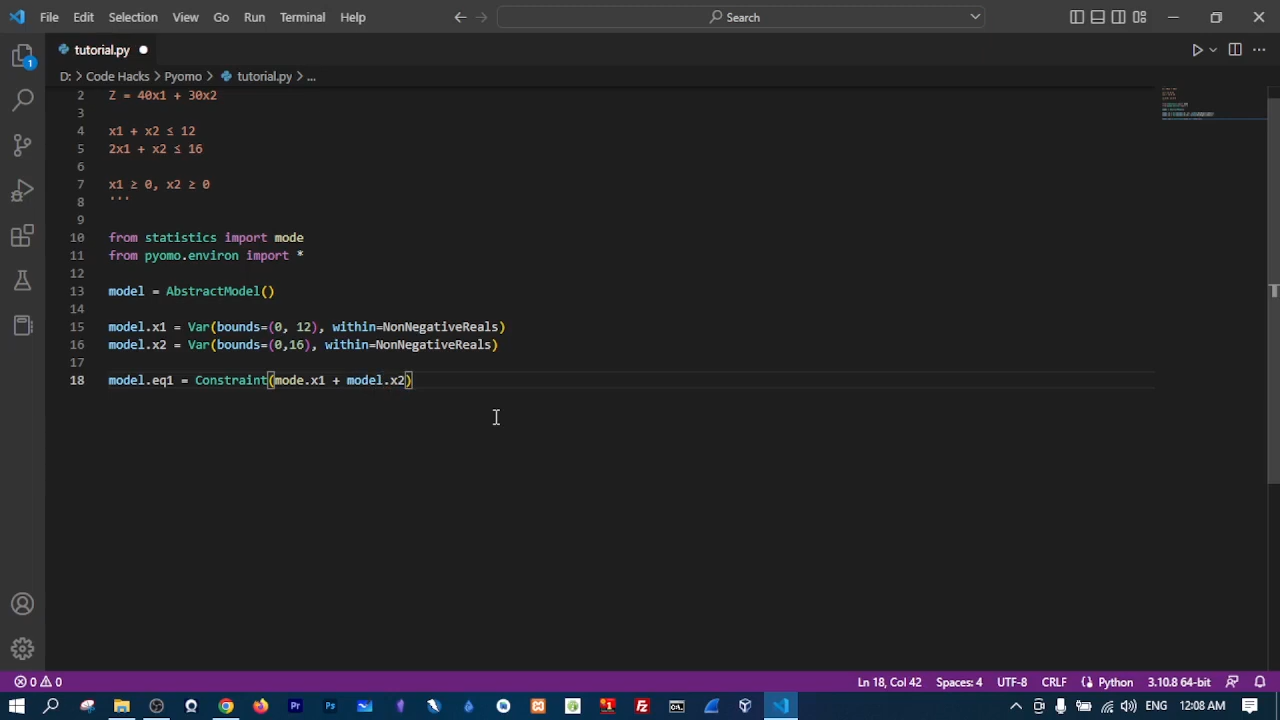 File Edit Selection View Go Run Terminal Help Search
tutorial.py
D: > Code Hacks > Pyomo > tutorial.py > ...
1
2 Z = 40x1 + 30x2
3
4 x1 + x2 ≤ 12
5 2x1 + x2 ≤ 16
6
7 x1 ≥ 0, x2 ≥ 0
8 '''
9
10 from statistics import mode
11 from pyomo.environ import *
12
13 model = AbstractModel()
14
15 model.x1 = Var(bounds=(0, 12), within=NonNegativeReals)
16 model.x2 = Var(bounds=(0,16), within=NonNegativeReals)
17
18 model.eq1 = Constraint(mode.x1 + model.x2)
0 0 Ln 18, Col 42 Spaces: 4 UTF-8 CRLF Python 3.10.8 64-bit
Pr Ps FZ ENG 12:08 AM